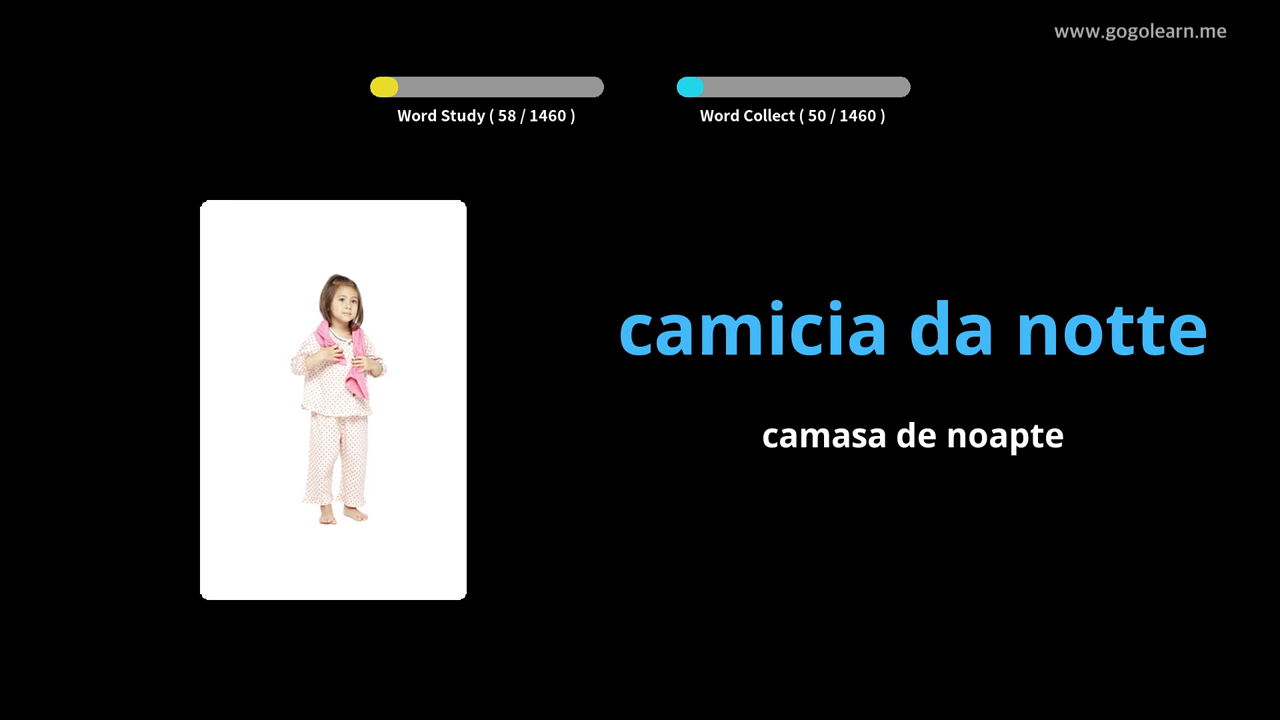 www.gogolearn.me
Word Study ( 58 / 1460 )
Word Collect ( 50 / 1460 )
camicia da notte
camasa de noapte